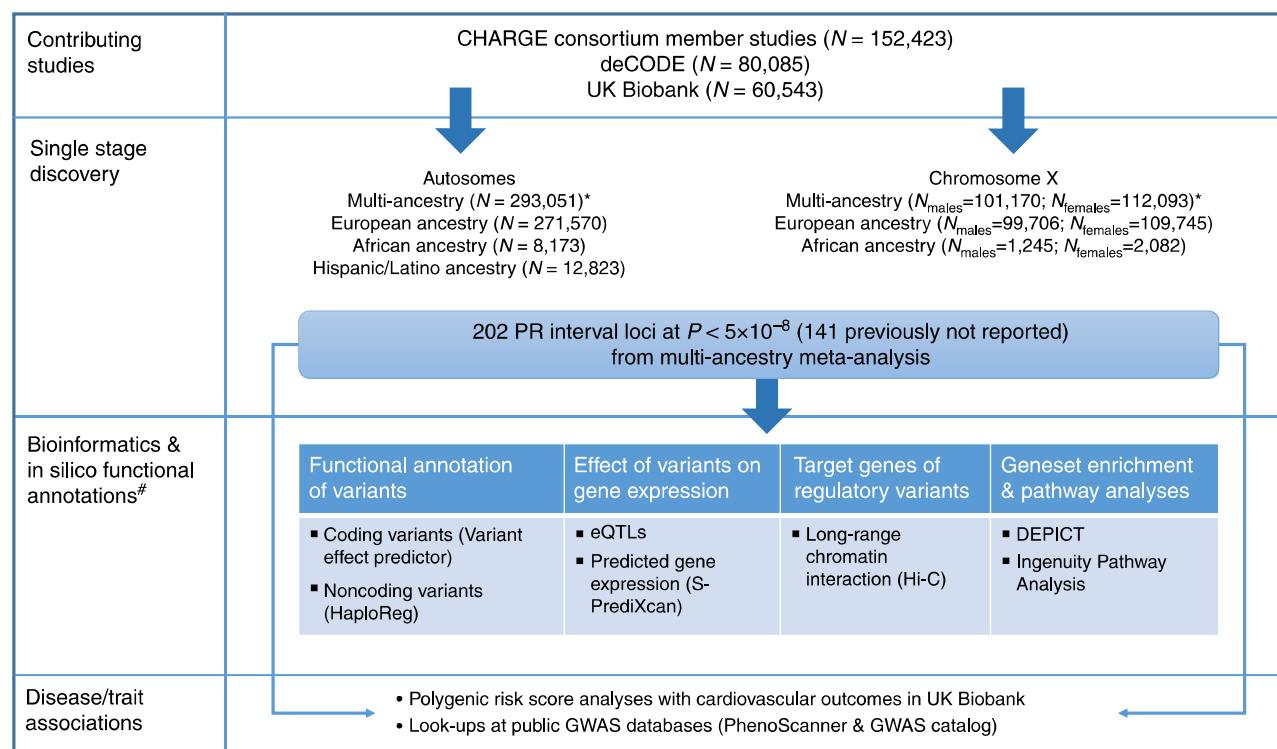 Contributing
studies
CHARGE consortium member studies (N = 152,423)
deCODE (N = 80,085)
UK Biobank (N = 60,543)
Single stage
discovery
Autosomes
Multi-ancestry (N = 293,051)*
European ancestry (N = 271,570)
African ancestry (N = 8,173)
Hispanic/Latino ancestry (N = 12,823)
Chromosome X
Multi-ancestry (Nmales=101,170; Nfemales=112,093)*
European ancestry (Nmales=99,706; Nfemales=109,745)
African ancestry (Nmales=1,245; Nfemales=2,082)
202 PR interval loci at P < 5×10⁻⁸ (141 previously not reported)
from multi-ancestry meta-analysis
Bioinformatics &
in silico functional
annotations#
Functional annotation
of variants
▪ Coding variants (Variant
effect predictor)
▪ Noncoding variants
(HaploReg)
Effect of variants on
gene expression
▪ eQTLs
▪ Predicted gene
expression (S-
PrediXcan)
Target genes of
regulatory variants
▪ Long-range
chromatin
interaction (Hi-C)
Geneset enrichment
& pathway analyses
▪ DEPICT
▪ Ingenuity Pathway
Analysis
Disease/trait
associations
• Polygenic risk score analyses with cardiovascular outcomes in UK Biobank
• Look-ups at public GWAS databases (PhenoScanner & GWAS catalog)